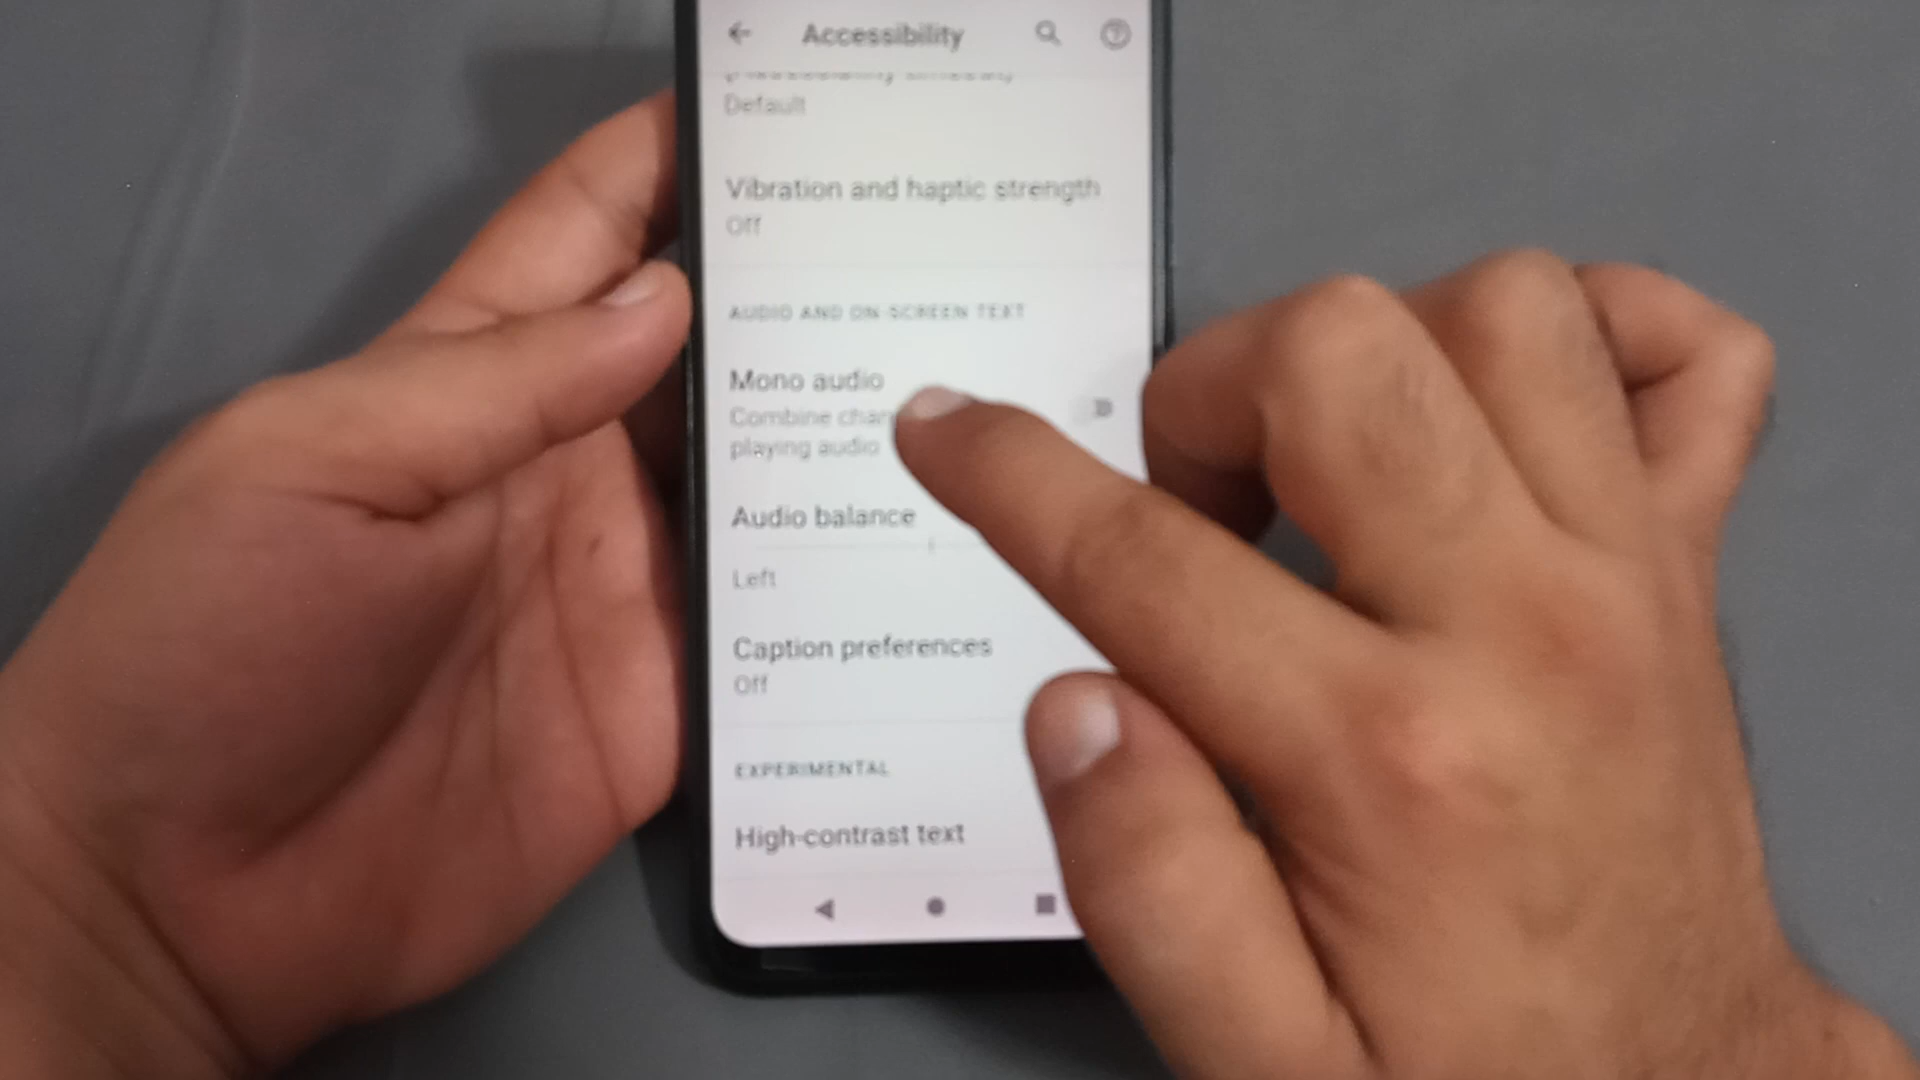 Accessibility
Default
Vibration and haptic strength
Off
AUDIO AND ON-SCREEN TEXT
Mono audio
Combine
playing audio
Audio balance
Left
Caption preferences
Off
EXPERIMENTAL
High-contrast text